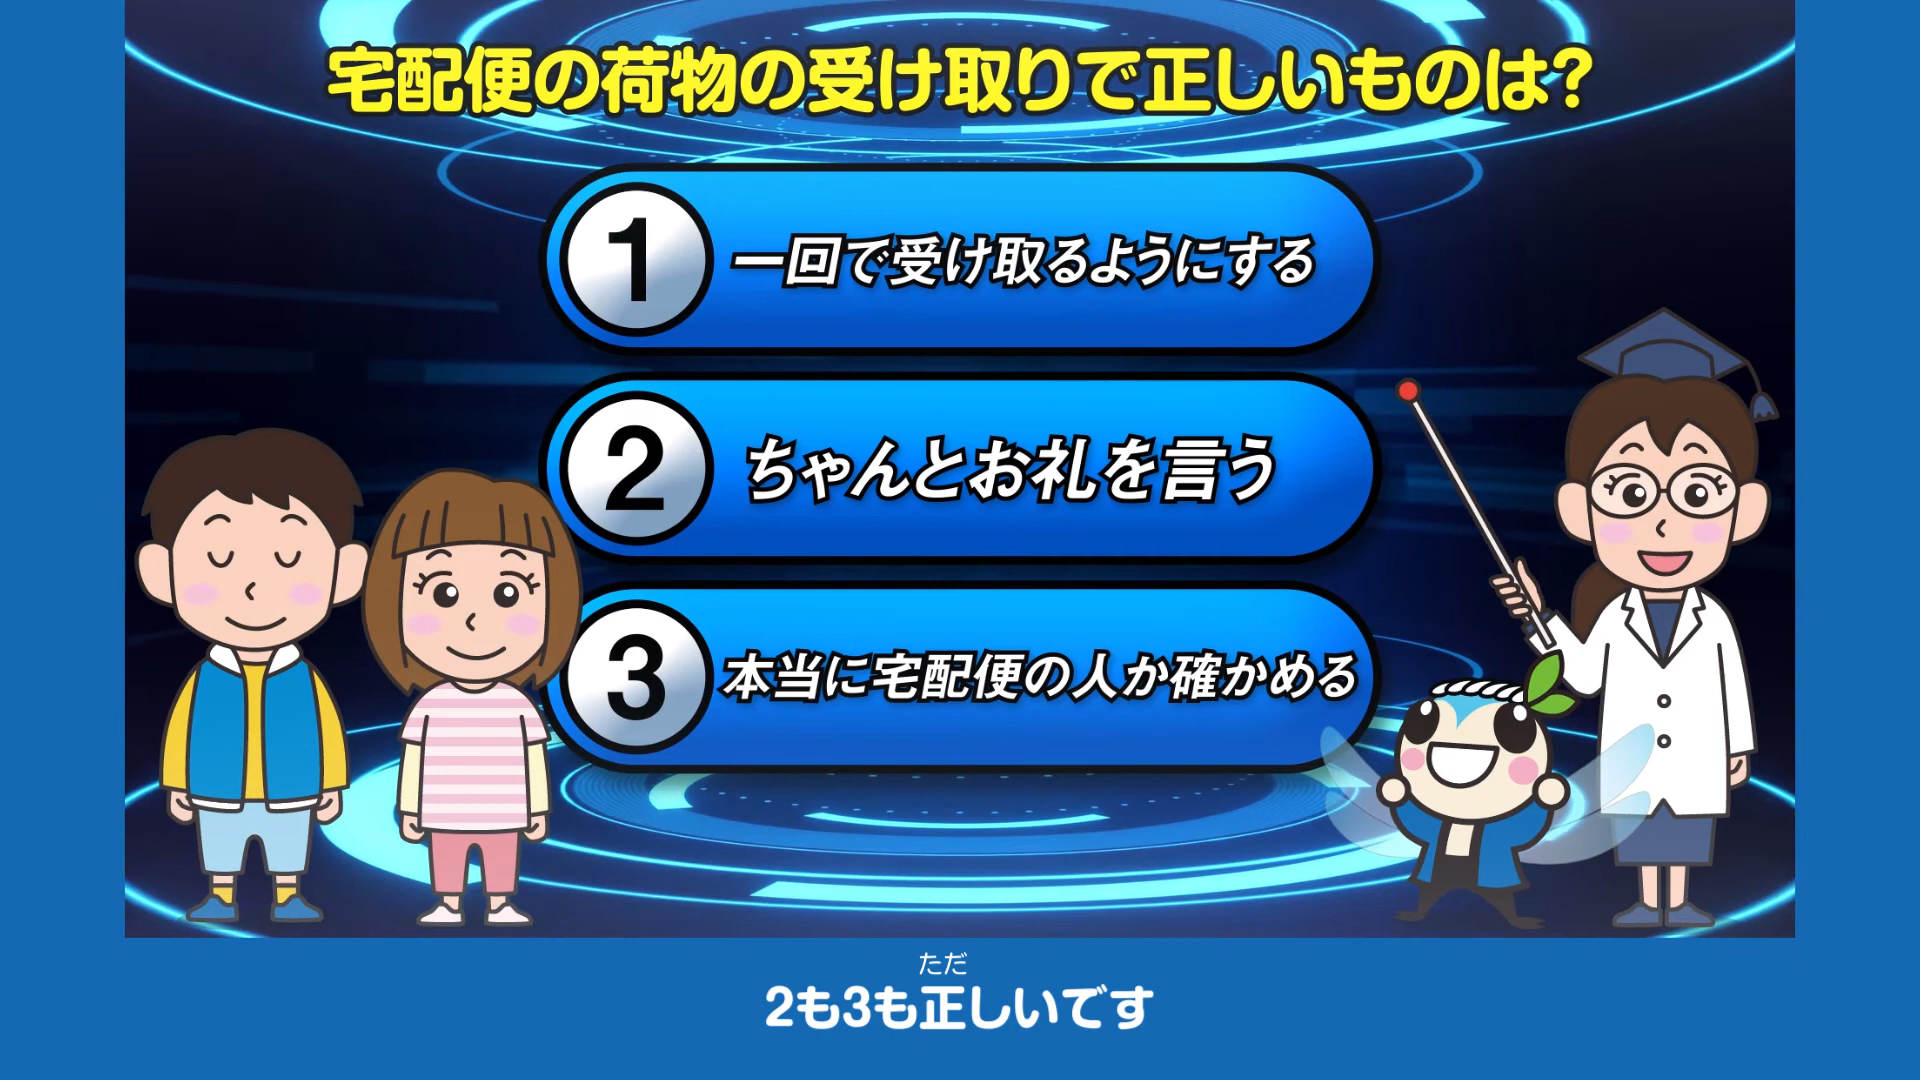 宅配便の荷物の受け取りで正しいものは?
1 一回で受け取るようにする
2 ちゃんとお礼を言う
3 本当に宅配便の人か確かめる
ただ
2も3も正しいです